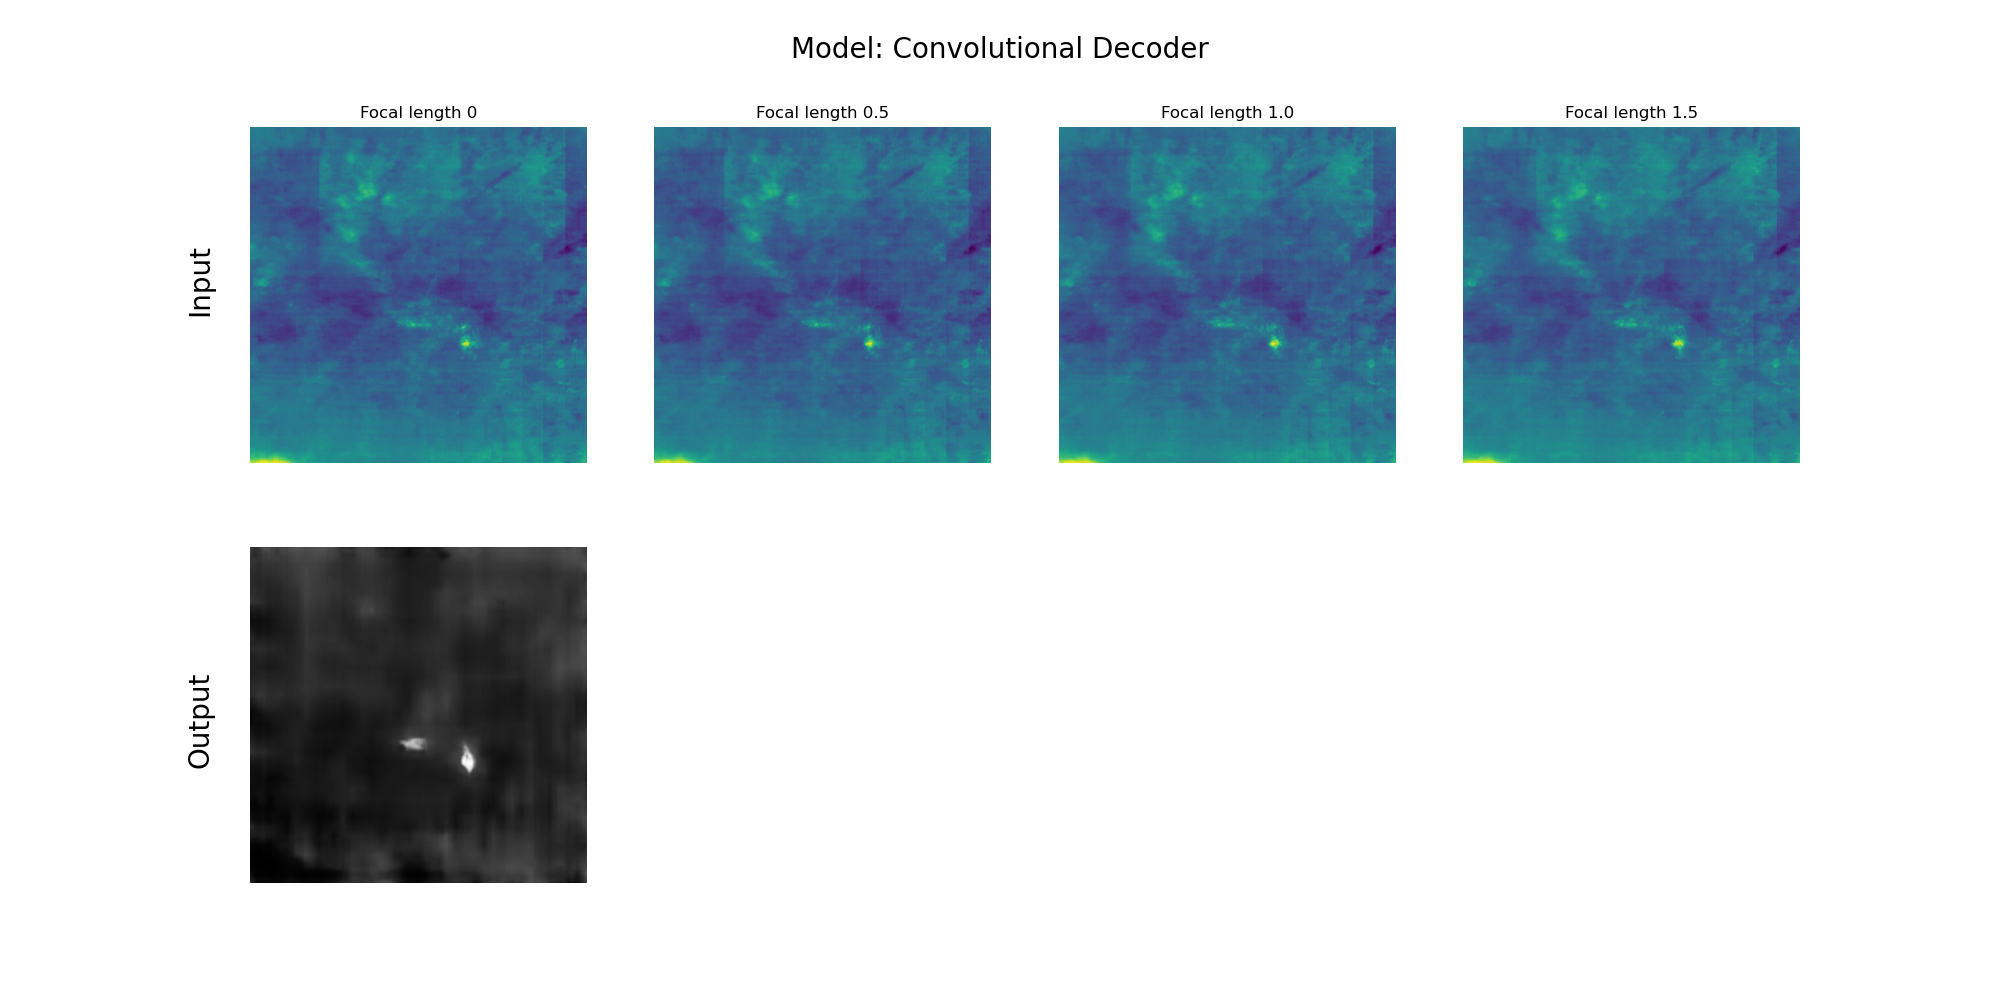 Model: Convolutional Decoder
Focal length 0
Focal length 0.5
Focal length 1.0
Focal length 1.5
Input
Output